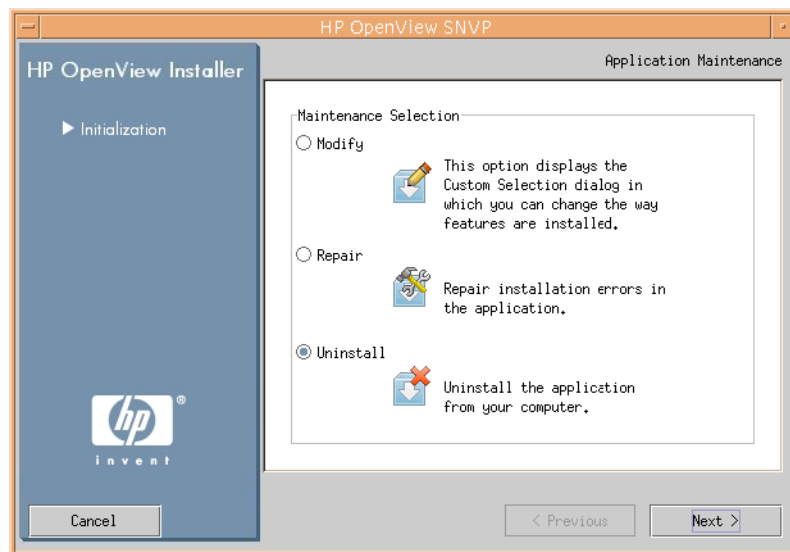 HP OpenView SNVP
HP OpenView Installer
Application Maintenance
Initialization
Maintenance Selection
Modify
This option displays the
Custom Selection dialog in
which you can change the way
features are installed.
Repair
Repair installation errors in
the application.
Uninstall
Uninstall the application
from your computer.
hp®
invent
Cancel
< Previous
Next >